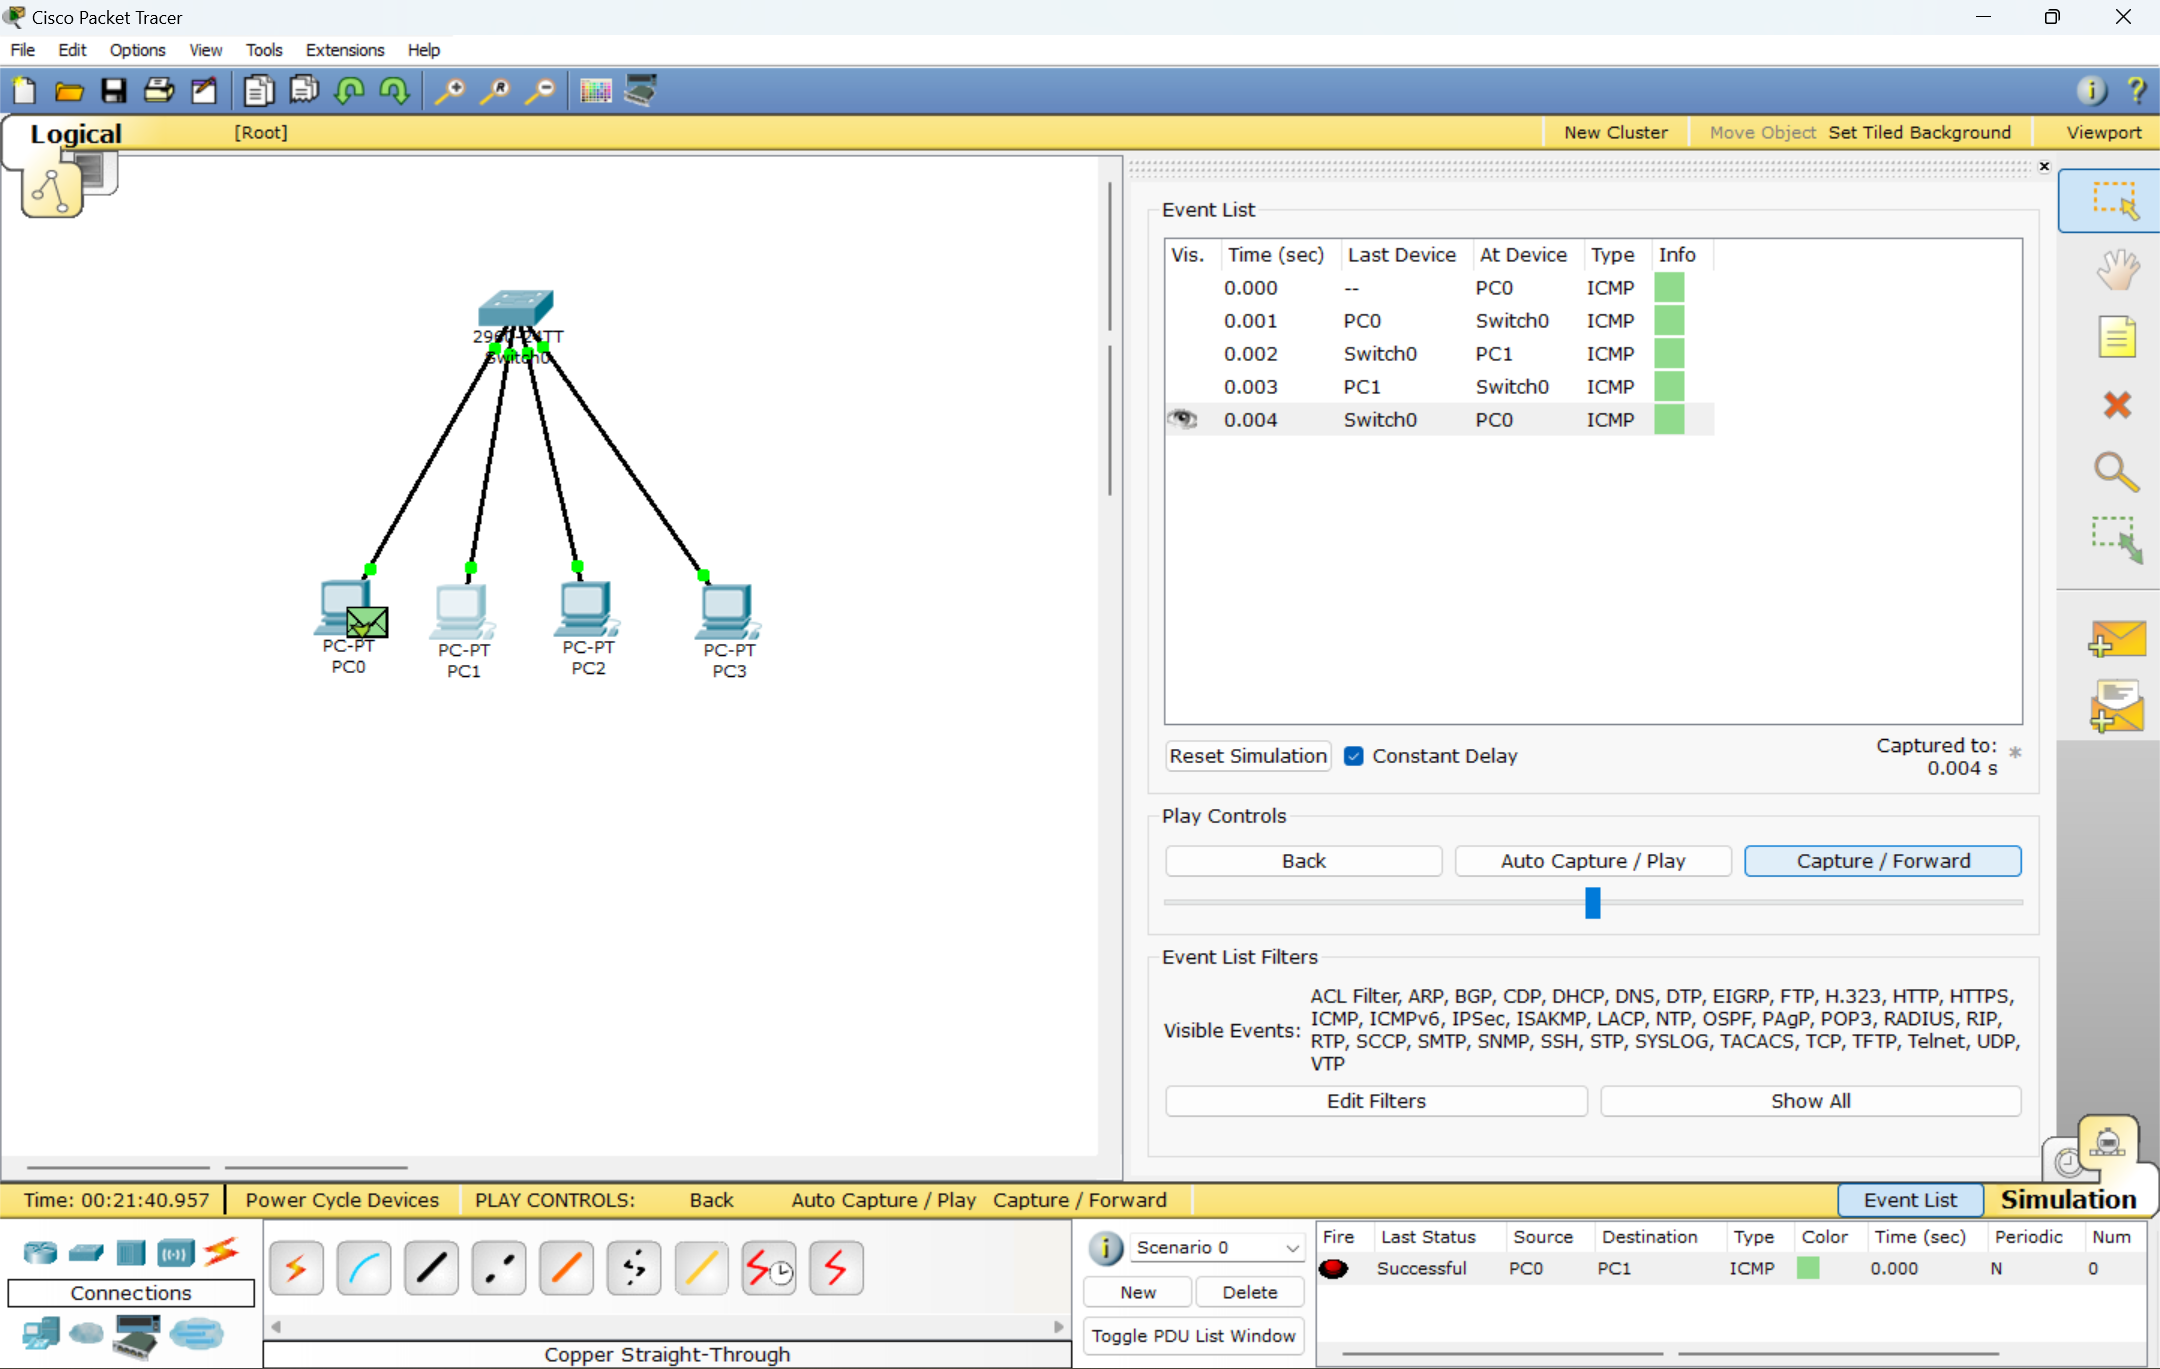 Cisco Packet Tracer
File Edit Options View Tools Extensions Help
Logical [Root] New Cluster Move Object Set Tiled Background Viewport
2960-24TT
Switch0
PC-PT
PC0
PC-PT
PC1
PC-PT
PC2
PC-PT
PC3
Event List
Vis. Time (sec) Last Device At Device Type Info
0.000 -- PC0 ICMP
0.001 PC0 Switch0 ICMP
0.002 Switch0 PC1 ICMP
0.003 PC1 Switch0 ICMP
0.004 Switch0 PC0 ICMP
Reset Simulation Constant Delay Captured to: *
0.004 s
Play Controls
Back Auto Capture / Play Capture / Forward
Event List Filters
Visible Events:
ACL Filter, ARP, BGP, CDP, DHCP, DNS, DTP, EIGRP, FTP, H.323, HTTP, HTTPS,
ICMP, ICMPv6, IPSec, ISAKMP, LACP, NTP, OSPF, PAgP, POP3, RADIUS, RIP,
RTP, SCCP, SMTP, SNMP, SSH, STP, SYSLOG, TACACS, TCP, TFTP, Telnet, UDP,
VTP
Edit Filters Show All
Time: 00:21:40.957 Power Cycle Devices PLAY CONTROLS: Back Auto Capture / Play Capture / Forward Event List Simulation
Connections
Copper Straight-Through
Scenario 0
New Delete
Toggle PDU List Window
Fire Last Status Source Destination Type Color Time (sec) Periodic Num
Successful PC0 PC1 ICMP 0.000 N 0